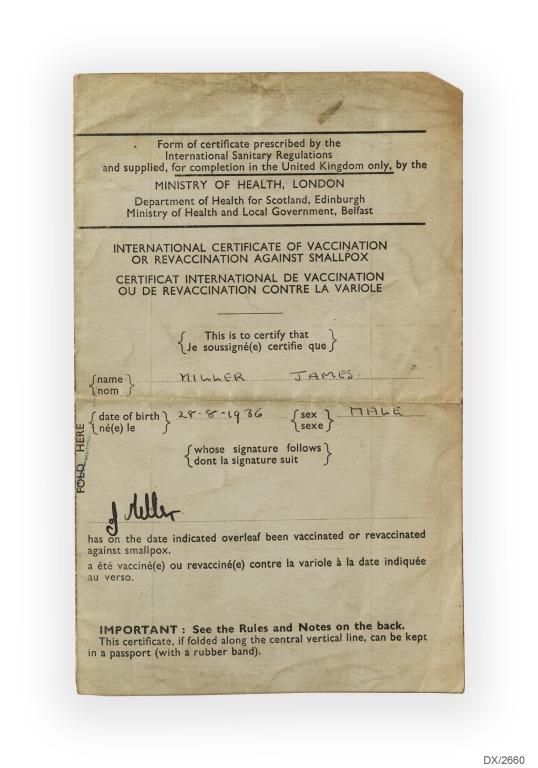 Form of certificate prescribed by the
International Sanitary Regulations
and supplied, for completion in the United Kingdom only, by the
MINISTRY OF HEALTH, LONDON
Department of Health for Scotland, Edinburgh
Ministry of Health and Local Government, Belfast
INTERNATIONAL CERTIFICATE OF VACCINATION
OR REVACCINATION AGAINST SMALLPOX
CERTIFICAT INTERNATIONAL DE VACCINATION
OU DE REVACCINATION CONTRE LA VARIOLE
This is to certify that
Je soussigné(e) certifie que
name
nom
MILLER JAMES
date of birth
né(e) le
28-8-1936
sex
sexe
MALE
whose signature follows
dont la signature suit
FOLD HERE
J Miller
has on the date indicated overleaf been vaccinated or revaccinated
against smallpox.
a été vacciné(e) ou revacciné(e) contre la variole à la date indiquée
au verso.
IMPORTANT : See the Rules and Notes on the back.
This certificate, if folded along the central vertical line, can be kept
in a passport (with a rubber band).
DX/2660